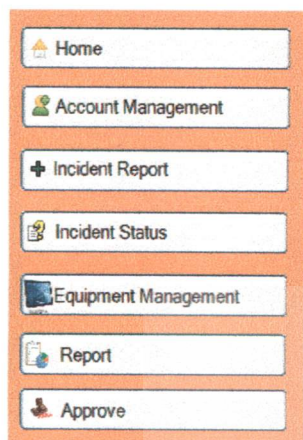 Home
Account Management
Incident Report
Incident Status
Equipment Management
Report
Approve